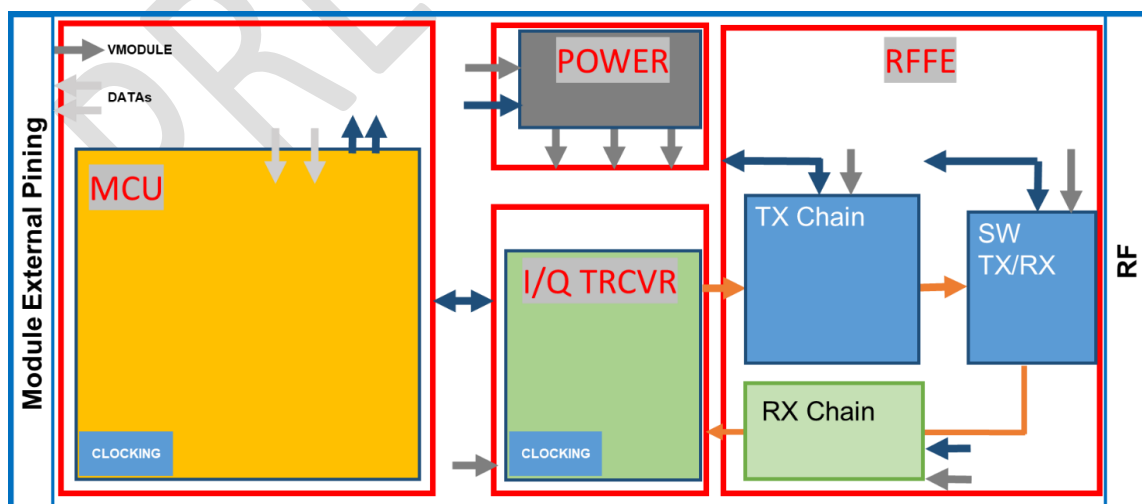 Module External Pining
VMODULE
DATAs
MCU
CLOCKING
POWER
I/Q TRCVR
CLOCKING
RFFE
TX Chain
SW
TX/RX
RX Chain
RF